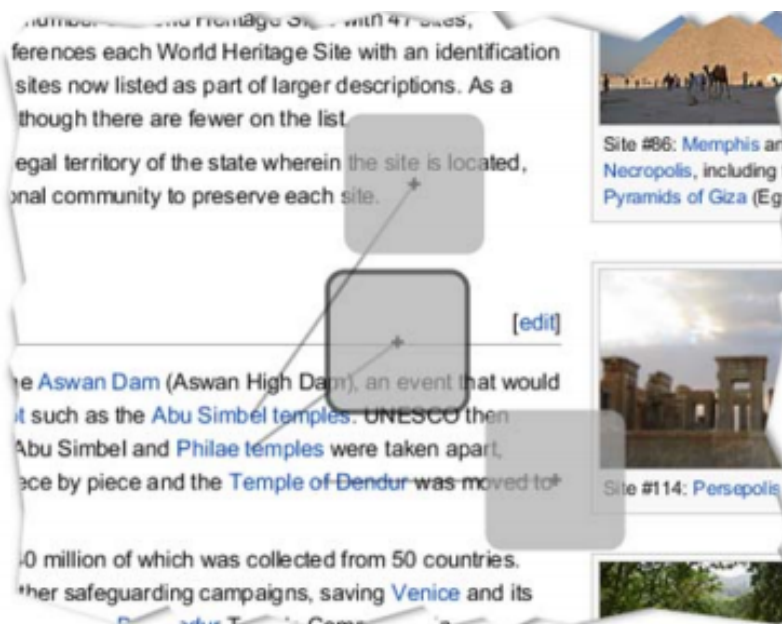 with 47 sites,
ferences each World Heritage Site with an identification
sites now listed as part of larger descriptions. As a
though there are fewer on the list.
egal territory of the state wherein the site is located,
onal community to preserve each site.
[edit]
e Aswan Dam (Aswan High Dam), an event that would
t such as the Abu Simbel temples. UNESCO then
Abu Simbel and Philae temples were taken apart,
ece by piece and the Temple of Dendur was moved to
0 million of which was collected from 50 countries.
ther safeguarding campaigns, saving Venice and its
Site #86: Memphis an
Necropolis, including
Pyramids of Giza (Eg
Site #114: Persepolis